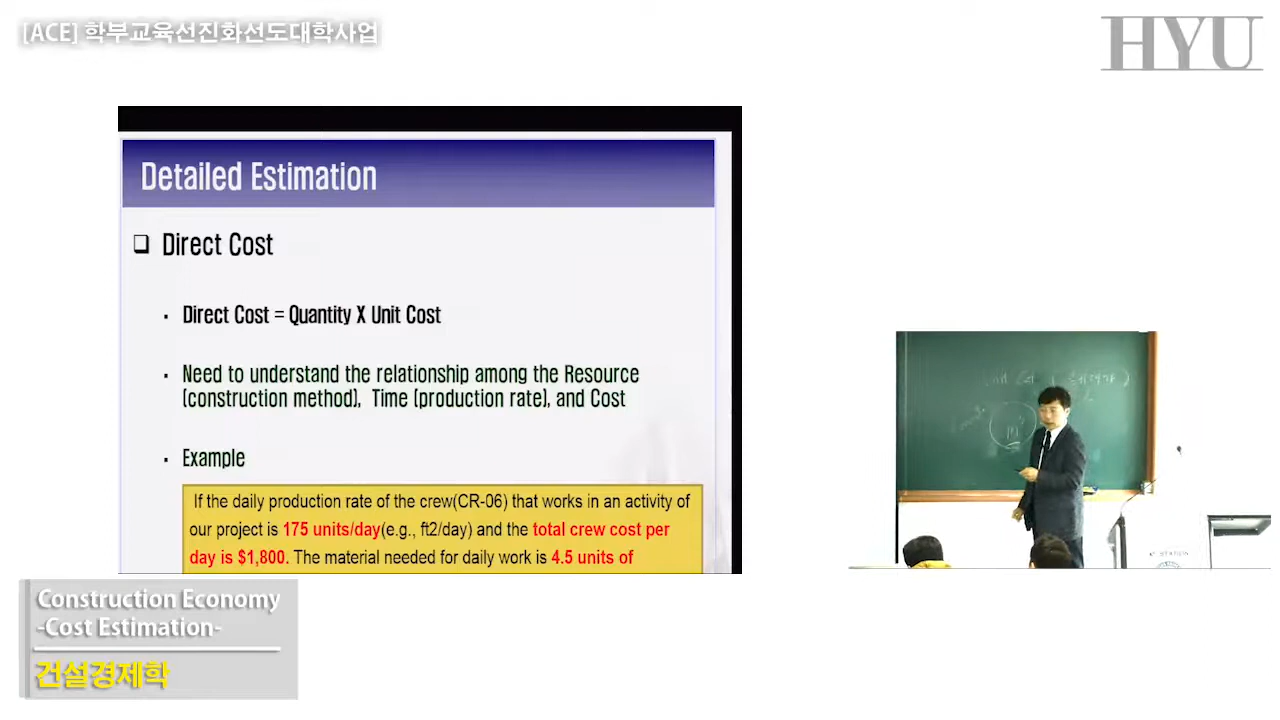 [ACE] 학부교육선진화선도대학사업
HYU
Detailed Estimation
Direct Cost
Direct Cost = Quantity X Unit Cost
Need to understand the relationship among the Resource
(construction method), Time (production rate), and Cost
Example
If the daily production rate of the crew(CR-06) that works in an activity of
our project is 175 units/day(e.g., ft2/day) and the total crew cost per
day is $1,800. The material needed for daily work is 4.5 units of
Construction Economy
-Cost Estimation-
건설경제학